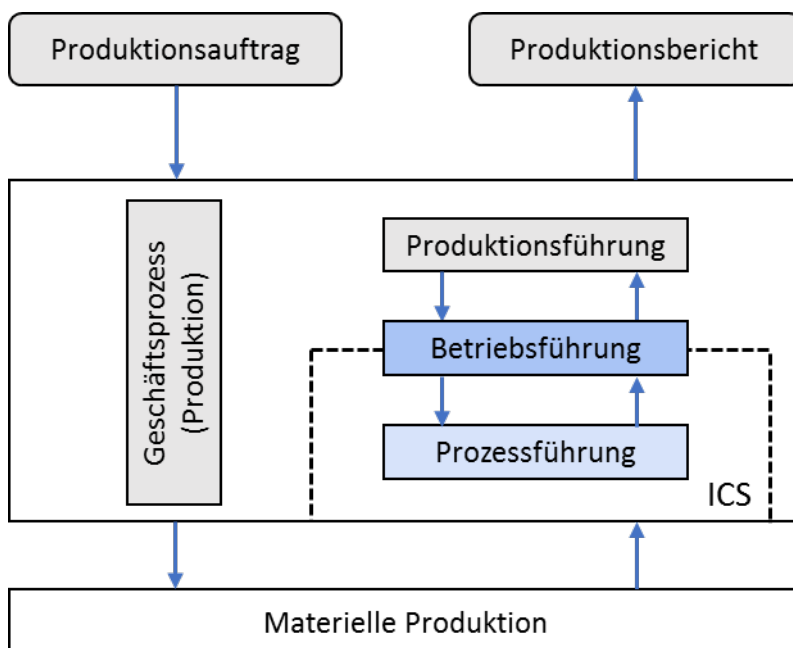 Produktionsauftrag
Produktionsbericht
Geschäftsprozess
(Produktion)
Produktionsführung
Betriebsführung
Prozessführung
ICS
Materielle Produktion